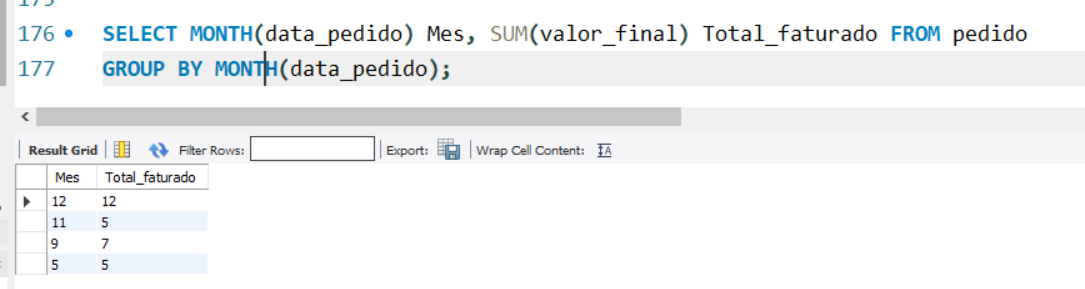 176 SELECT MONTH(data_pedido) Mes, SUM(valor_final) Total_faturado FROM pedido
177 GROUP BY MONTH(data_pedido);
Result Grid Filter Rows: Export: Wrap Cell Content: IA
Mes Total_faturado
12 12
11 5
9 7
5 5